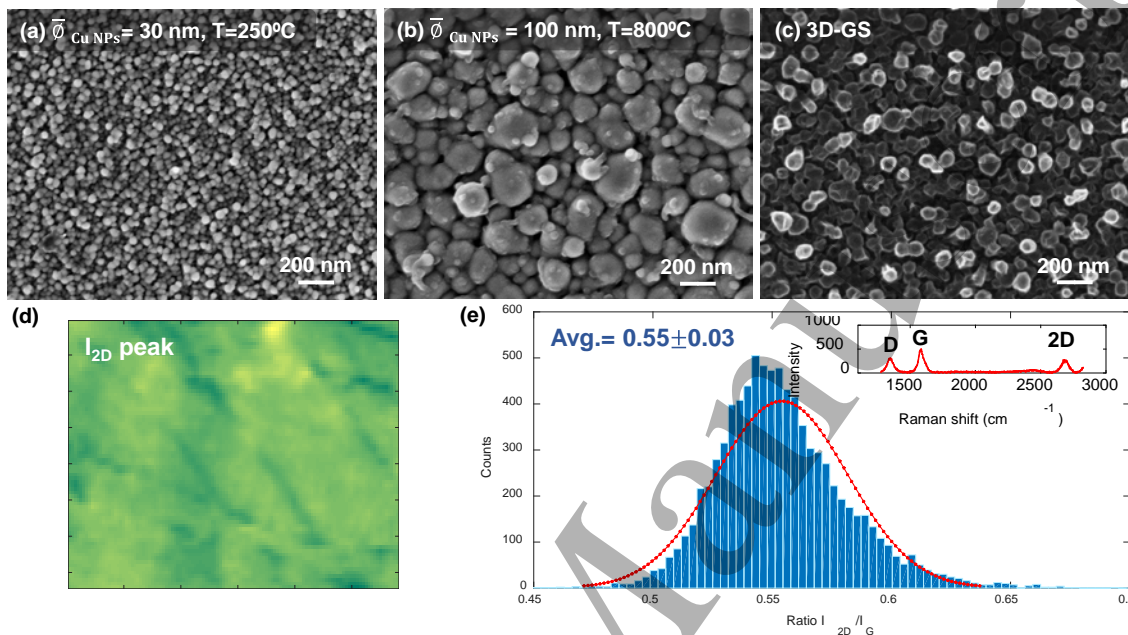 (a) ø̅ Cu NPs = 30 nm, T=250ºC
200 nm
(b) ø̅ Cu NPs = 100 nm, T=800ºC
200 nm
(c) 3D-GS
200 nm
(d)
I2D peak
(e)
Avg.= 0.55±0.03
600
500
400
300
200
100
0
Counts
0.45
0.5
0.55
0.6
0.65
Ratio I 2D /I G
1000
500
0
Intensity
D G 2D
1500 2000 2500 3000
Raman shift (cm -1 )